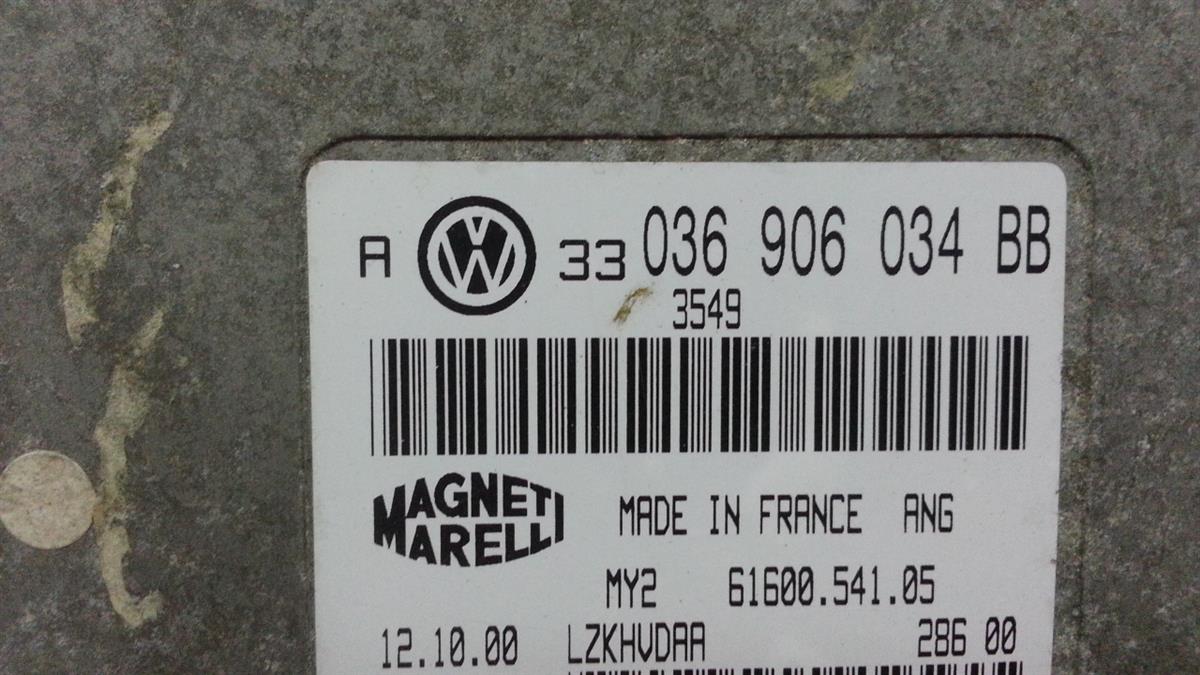 A VW 33 036 906 034 BB
3549
MAGNETI
MARELLI
MADE IN FRANCE ANG
MY2 61600.541.05
12.10.00 LZKHVDAA 286 00